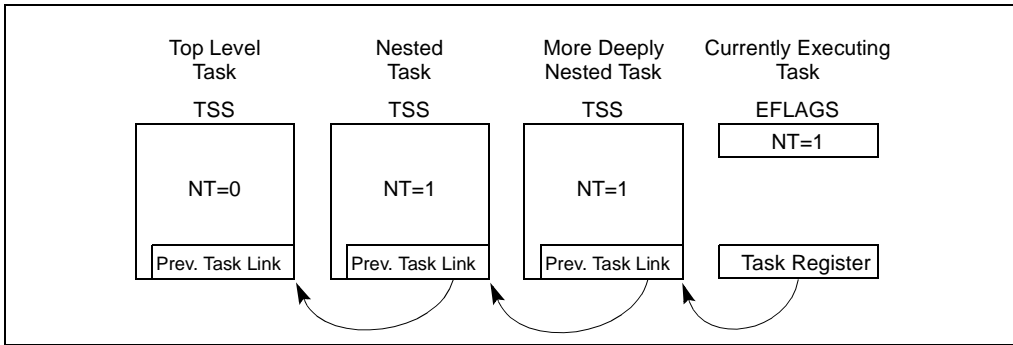 Top Level
Task
TSS
NT=0
Prev. Task Link
Nested
Task
TSS
NT=1
Prev. Task Link
More Deeply
Nested Task
TSS
NT=1
Prev. Task Link
Currently Executing
Task
EFLAGS
NT=1
Task Register